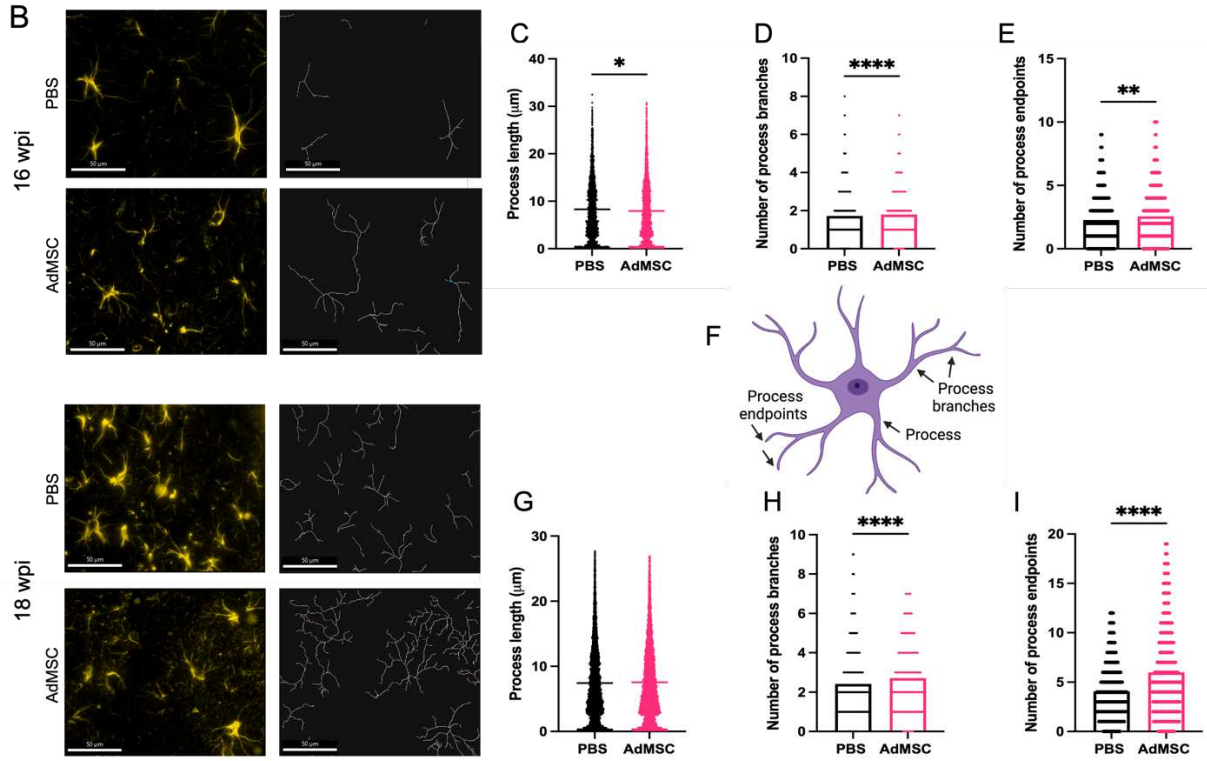 B
16 wpi
PBS
50 µm
50 µm
AdMSC
50 µm
50 µm
18 wpi
PBS
50 µm
50 µm
AdMSC
50 µm
50 µm
C
Process length (µm)
40
30
20
10
0
*
PBS AdMSC
D
Number of process branches
10
8
6
4
2
0
****
PBS AdMSC
E
Number of process endpoints
15
10
5
0
**
PBS AdMSC
F
Process
endpoints
Process
branches
Process
G
Process length (µm)
30
20
10
0
PBS AdMSC
H
Number of process branches
10
8
6
4
2
0
****
PBS AdMSC
I
Number of process endpoints
20
15
10
5
0
****
PBS AdMSC